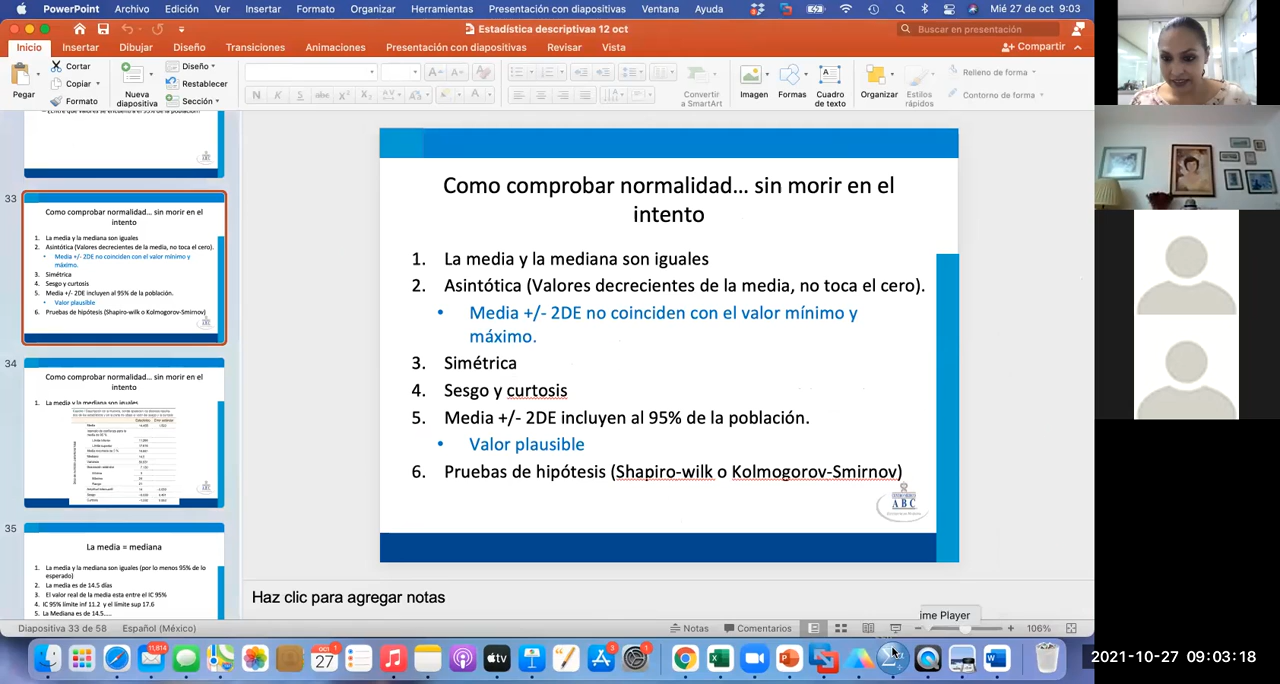 PowerPoint Archivo Edición Ver Insertar Formato Organizar Herramientas Presentación con diapositivas Ventana Ayuda Mié 27 de oct 9:03
Estadística descriptiva 12 oct
Buscar en presentación
Inicio Insertar Dibujar Diseño Transiciones Animaciones Presentación con diapositivas Revisar Vista
Compartir
Pegar
Cortar
Copiar
Formato
Nueva diapositiva
Diseño
Restablecer
Sección
Convertir a SmartArt
Imagen
Formas
Cuadro de texto
Organizar
Estilos rápidos
Relleno de forma
Contorno de forma
33
Como comprobar normalidad... sin morir en el
intento
1. La media y la mediana son iguales
2. Asintótica (Valores decrecientes de la media, no toca el cero).
• Media +/- 2DE no coinciden con el valor mínimo y
máximo.
3. Simétrica
4. Sesgo y curtosis
5. Media +/- 2DE incluyen al 95% de la población.
• Valor plausible
6. Pruebas de hipótesis (Shapiro-wilk o Kolmogorov-Smirnov)
34
Como comprobar normalidad... sin morir en el
intento
1. La media y la mediana son iguales
35
La media = mediana
1. La media y la mediana son iguales (por lo menos 95% de lo
esperado)
2. La media es de 14.5 días
3. El valor real de la media esta entre el IC 95%
4. IC 95% límite inf 11.2 y el límite sup 17.6
5. La Mediana es de 14.5.....
Como comprobar normalidad... sin morir en el
intento
1. La media y la mediana son iguales
2. Asintótica (Valores decrecientes de la media, no toca el cero).
• Media +/- 2DE no coinciden con el valor mínimo y
máximo.
3. Simétrica
4. Sesgo y curtosis
5. Media +/- 2DE incluyen al 95% de la población.
• Valor plausible
6. Pruebas de hipótesis (Shapiro-wilk o Kolmogorov-Smirnov)
ABC
Haz clic para agregar notas
ime Player
Diapositiva 33 de 58 Español (México) Notas Comentarios 106%
11,614
OCT 27
tv
2021-10-27 09:03:18